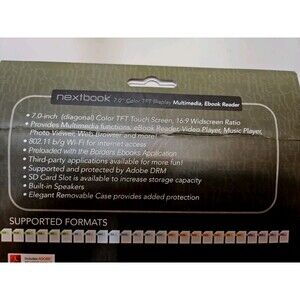 nextbook 7.0" Color TFT Display Multimedia, Ebook Reader
• 7.0-inch (diagonal) Color TFT Touch Screen, 16:9 Widescreen Ratio
• Provides Multimedia functions: eBook Reader, Video Player, Music Player,
Photo Viewer, Web Browser and more!
• 802.11 b/g Wi-Fi for internet access
• Preloaded with the Borders Ebooks Application
• Third-party applications available for more fun!
• Supported and protected by Adobe DRM
• SD Card Slot is available to increase storage capacity
• Built-in Speakers
• Elegant Removable Case provides added protection
SUPPORTED FORMATS
Includes ADOBE